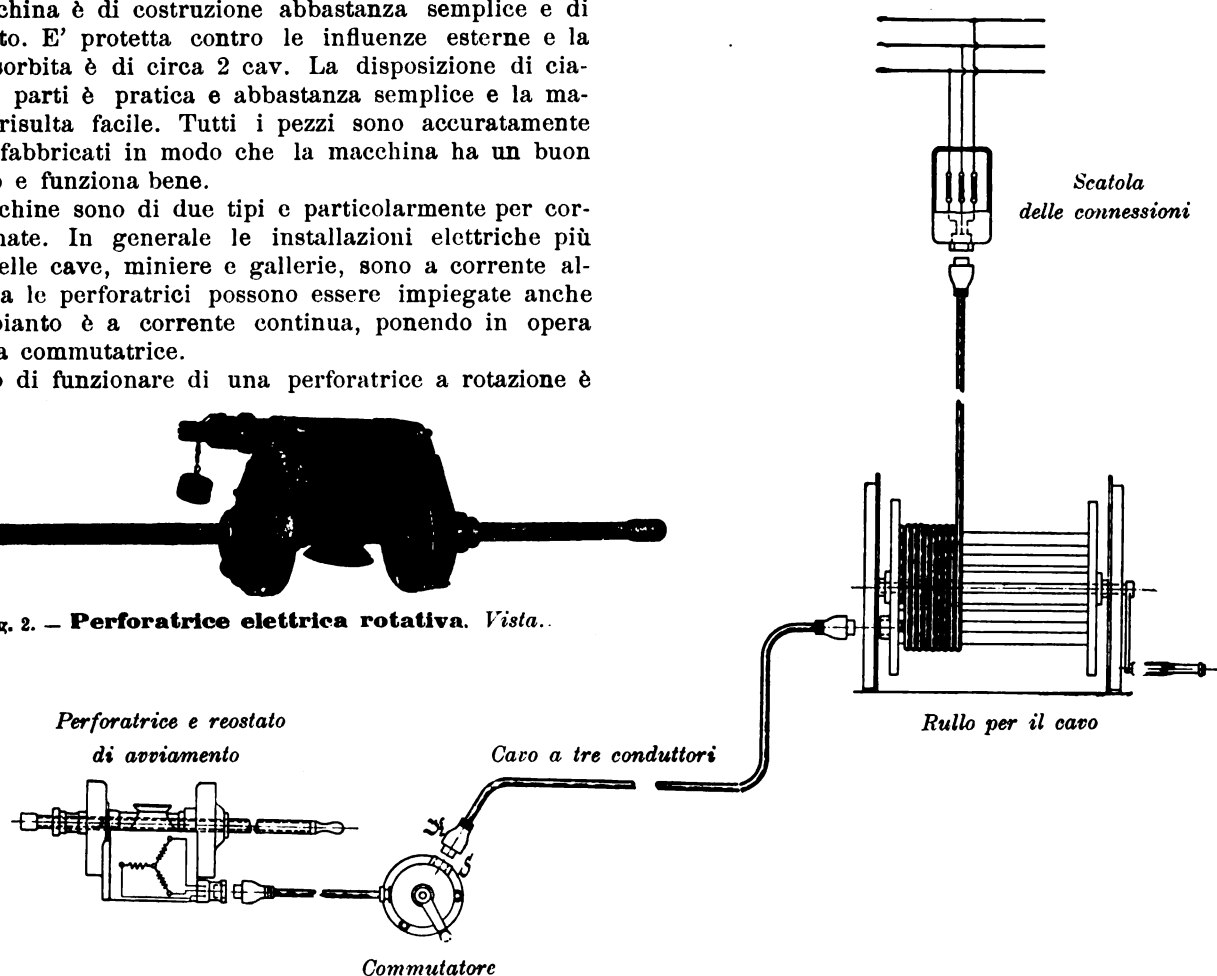 china è di costruzione abbastanza semplice e di
to. E' protetta contro le influenze esterne e la
sorbita è di circa 2 cav. La disposizione di cia-
parti è pratica e abbastanza semplice e la ma-
risulta facile. Tutti i pezzi sono accuratamente
fabbricati in modo che la macchina ha un buon
o e funziona bene.
chine sono di due tipi e particolarmente per cor-
nate. In generale le installazioni elettriche più
elle cave, miniere e gallerie, sono a corrente al-
a le perforatrici possono essere impiegate anche
pianto è a corrente continua, ponendo in opera
a commutatrice.
o di funzionare di una perforatrice a rotazione è
g. 2. — Perforatrice elettrica rotativa. Vista.
Scatola
delle connessioni
Rullo per il cavo
Perforatrice e reostato
di avviamento
Cavo a tre conduttori
Commutatore